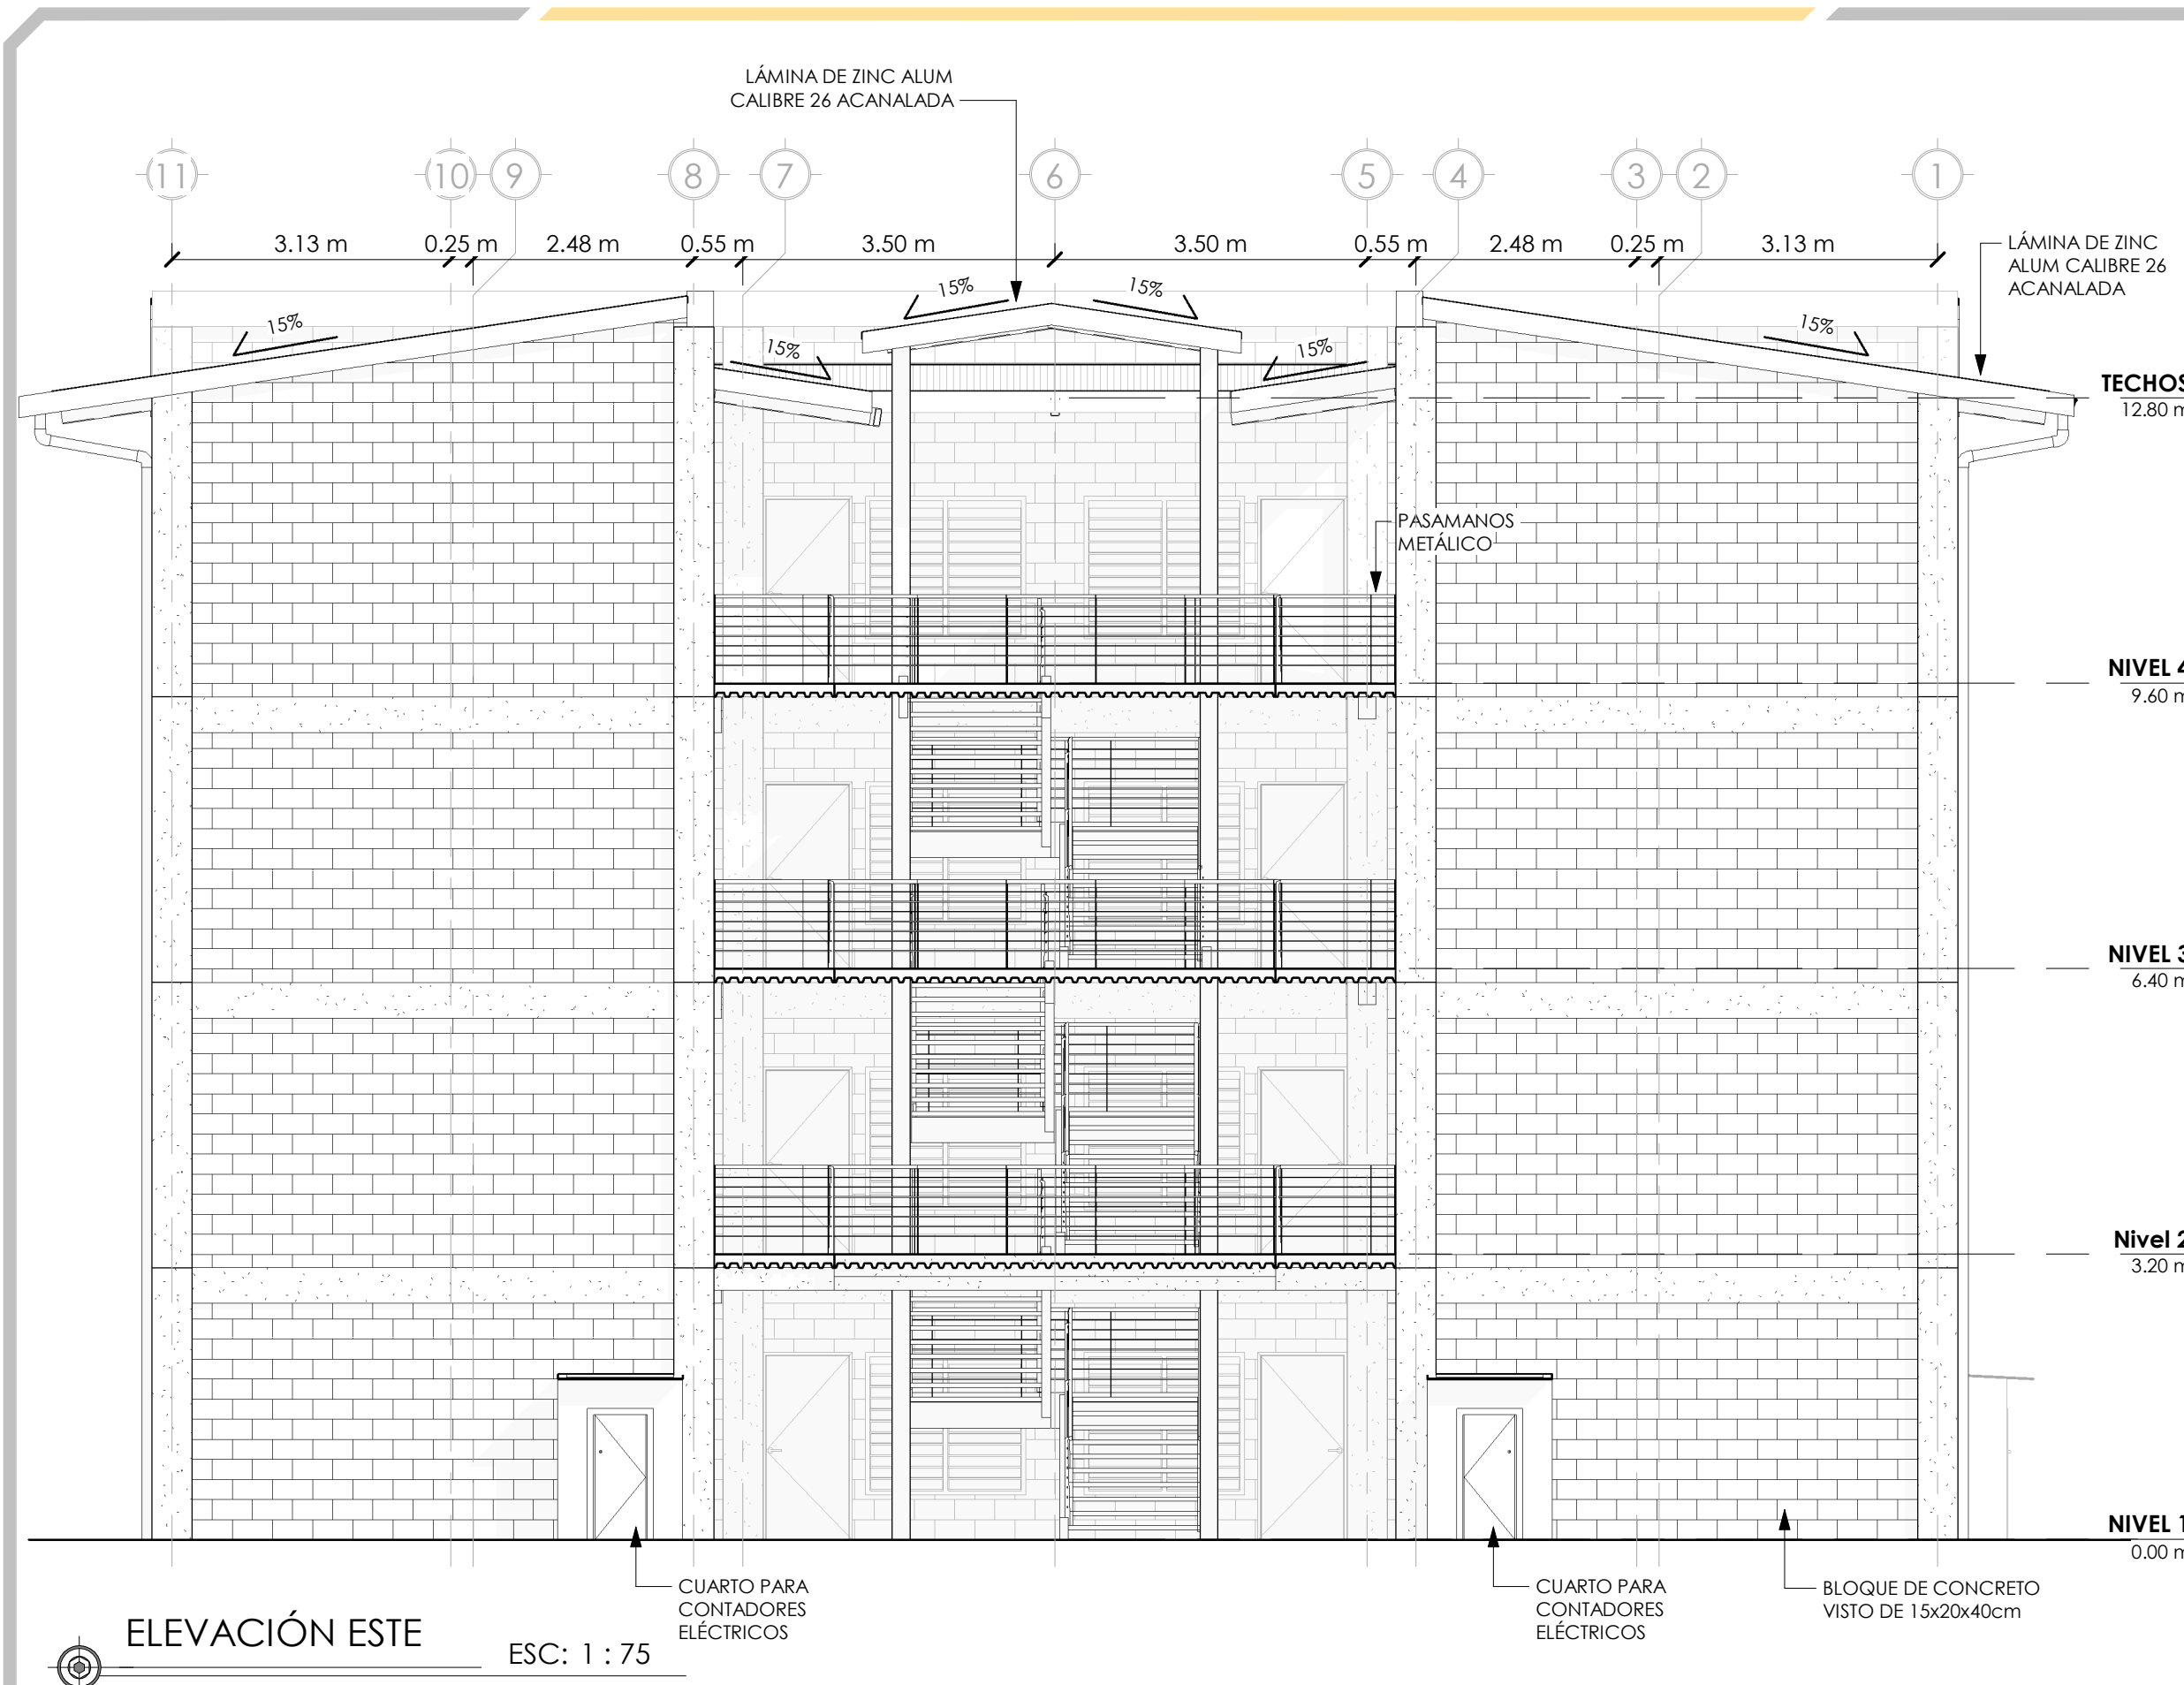 LÁMINA DE ZINC ALUM
CALIBRE 26 ACANALADA
11 10 9 8 7 6 5 4 3 2 1
3.13 m 0.25 m 2.48 m 0.55 m 3.50 m 3.50 m 0.55 m 2.48 m 0.25 m 3.13 m
LÁMINA DE ZINC
ALUM CALIBRE 26
ACANALADA
15% 15%
15% 15%
15% 15%
TECHOS
12.80 m
PASAMANOS
METÁLICO
NIVEL 4
9.60 m
NIVEL 3
6.40 m
Nivel 2
3.20 m
NIVEL 1
0.00 m
CUARTO PARA
CONTADORES
ELÉCTRICOS
CUARTO PARA
CONTADORES
ELÉCTRICOS
BLOQUE DE CONCRETO
VISTO DE 15x20x40cm
ELEVACIÓN ESTE
ESC: 1 : 75